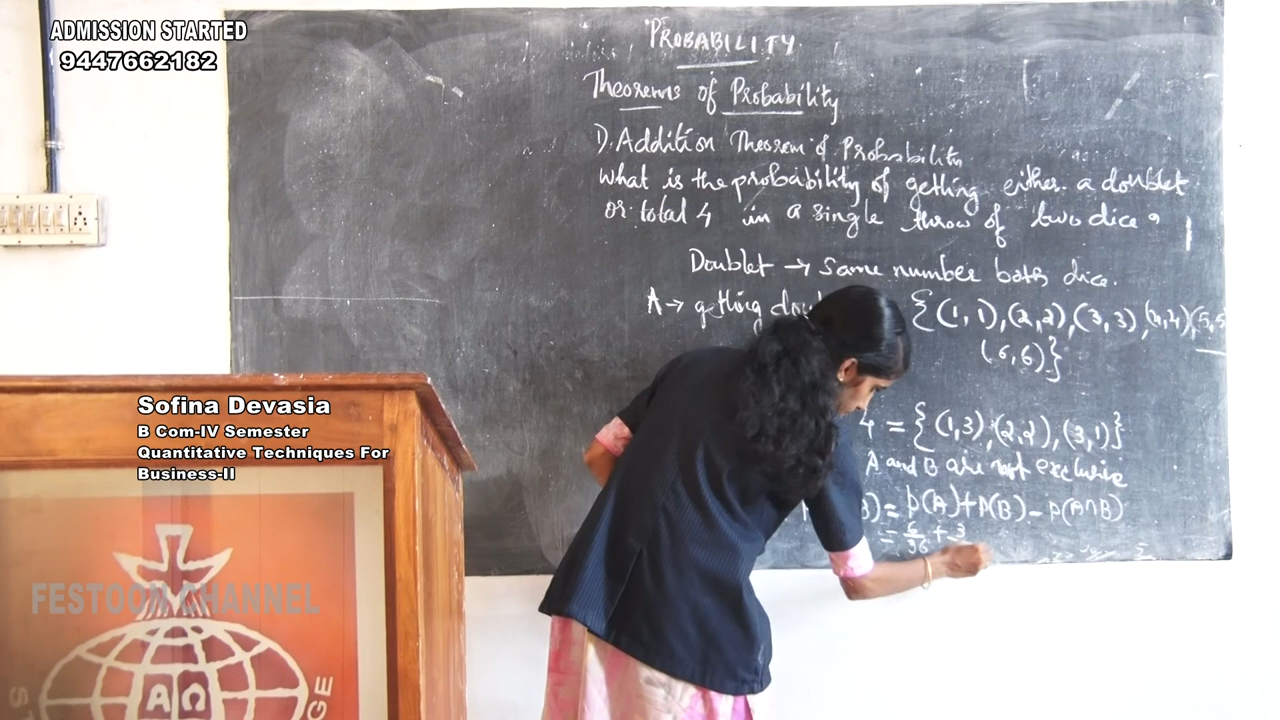 ADMISSION STARTED
9447662182
PROBABILITY
Theorems of Probability
1). Addition Theorem of Probability
What is the probability of getting either a doublet
or total 4 in a single throw of two dice?
Doublet → same number both dice.
A → getting dou
{(1,1),(2,2),(3,3),(4,4),(5,5
(6,6)}
4 = {(1,3),(2,2),(3,1)}
A and B are not exclusive
B) = P(A)+P(B) - P(A∩B)
= 6/36 + 3
Sofina Devasia
B Com-IV Semester
Quantitative Techniques For
Business-II
FESTOON CHANNEL
ΑΩ
GE